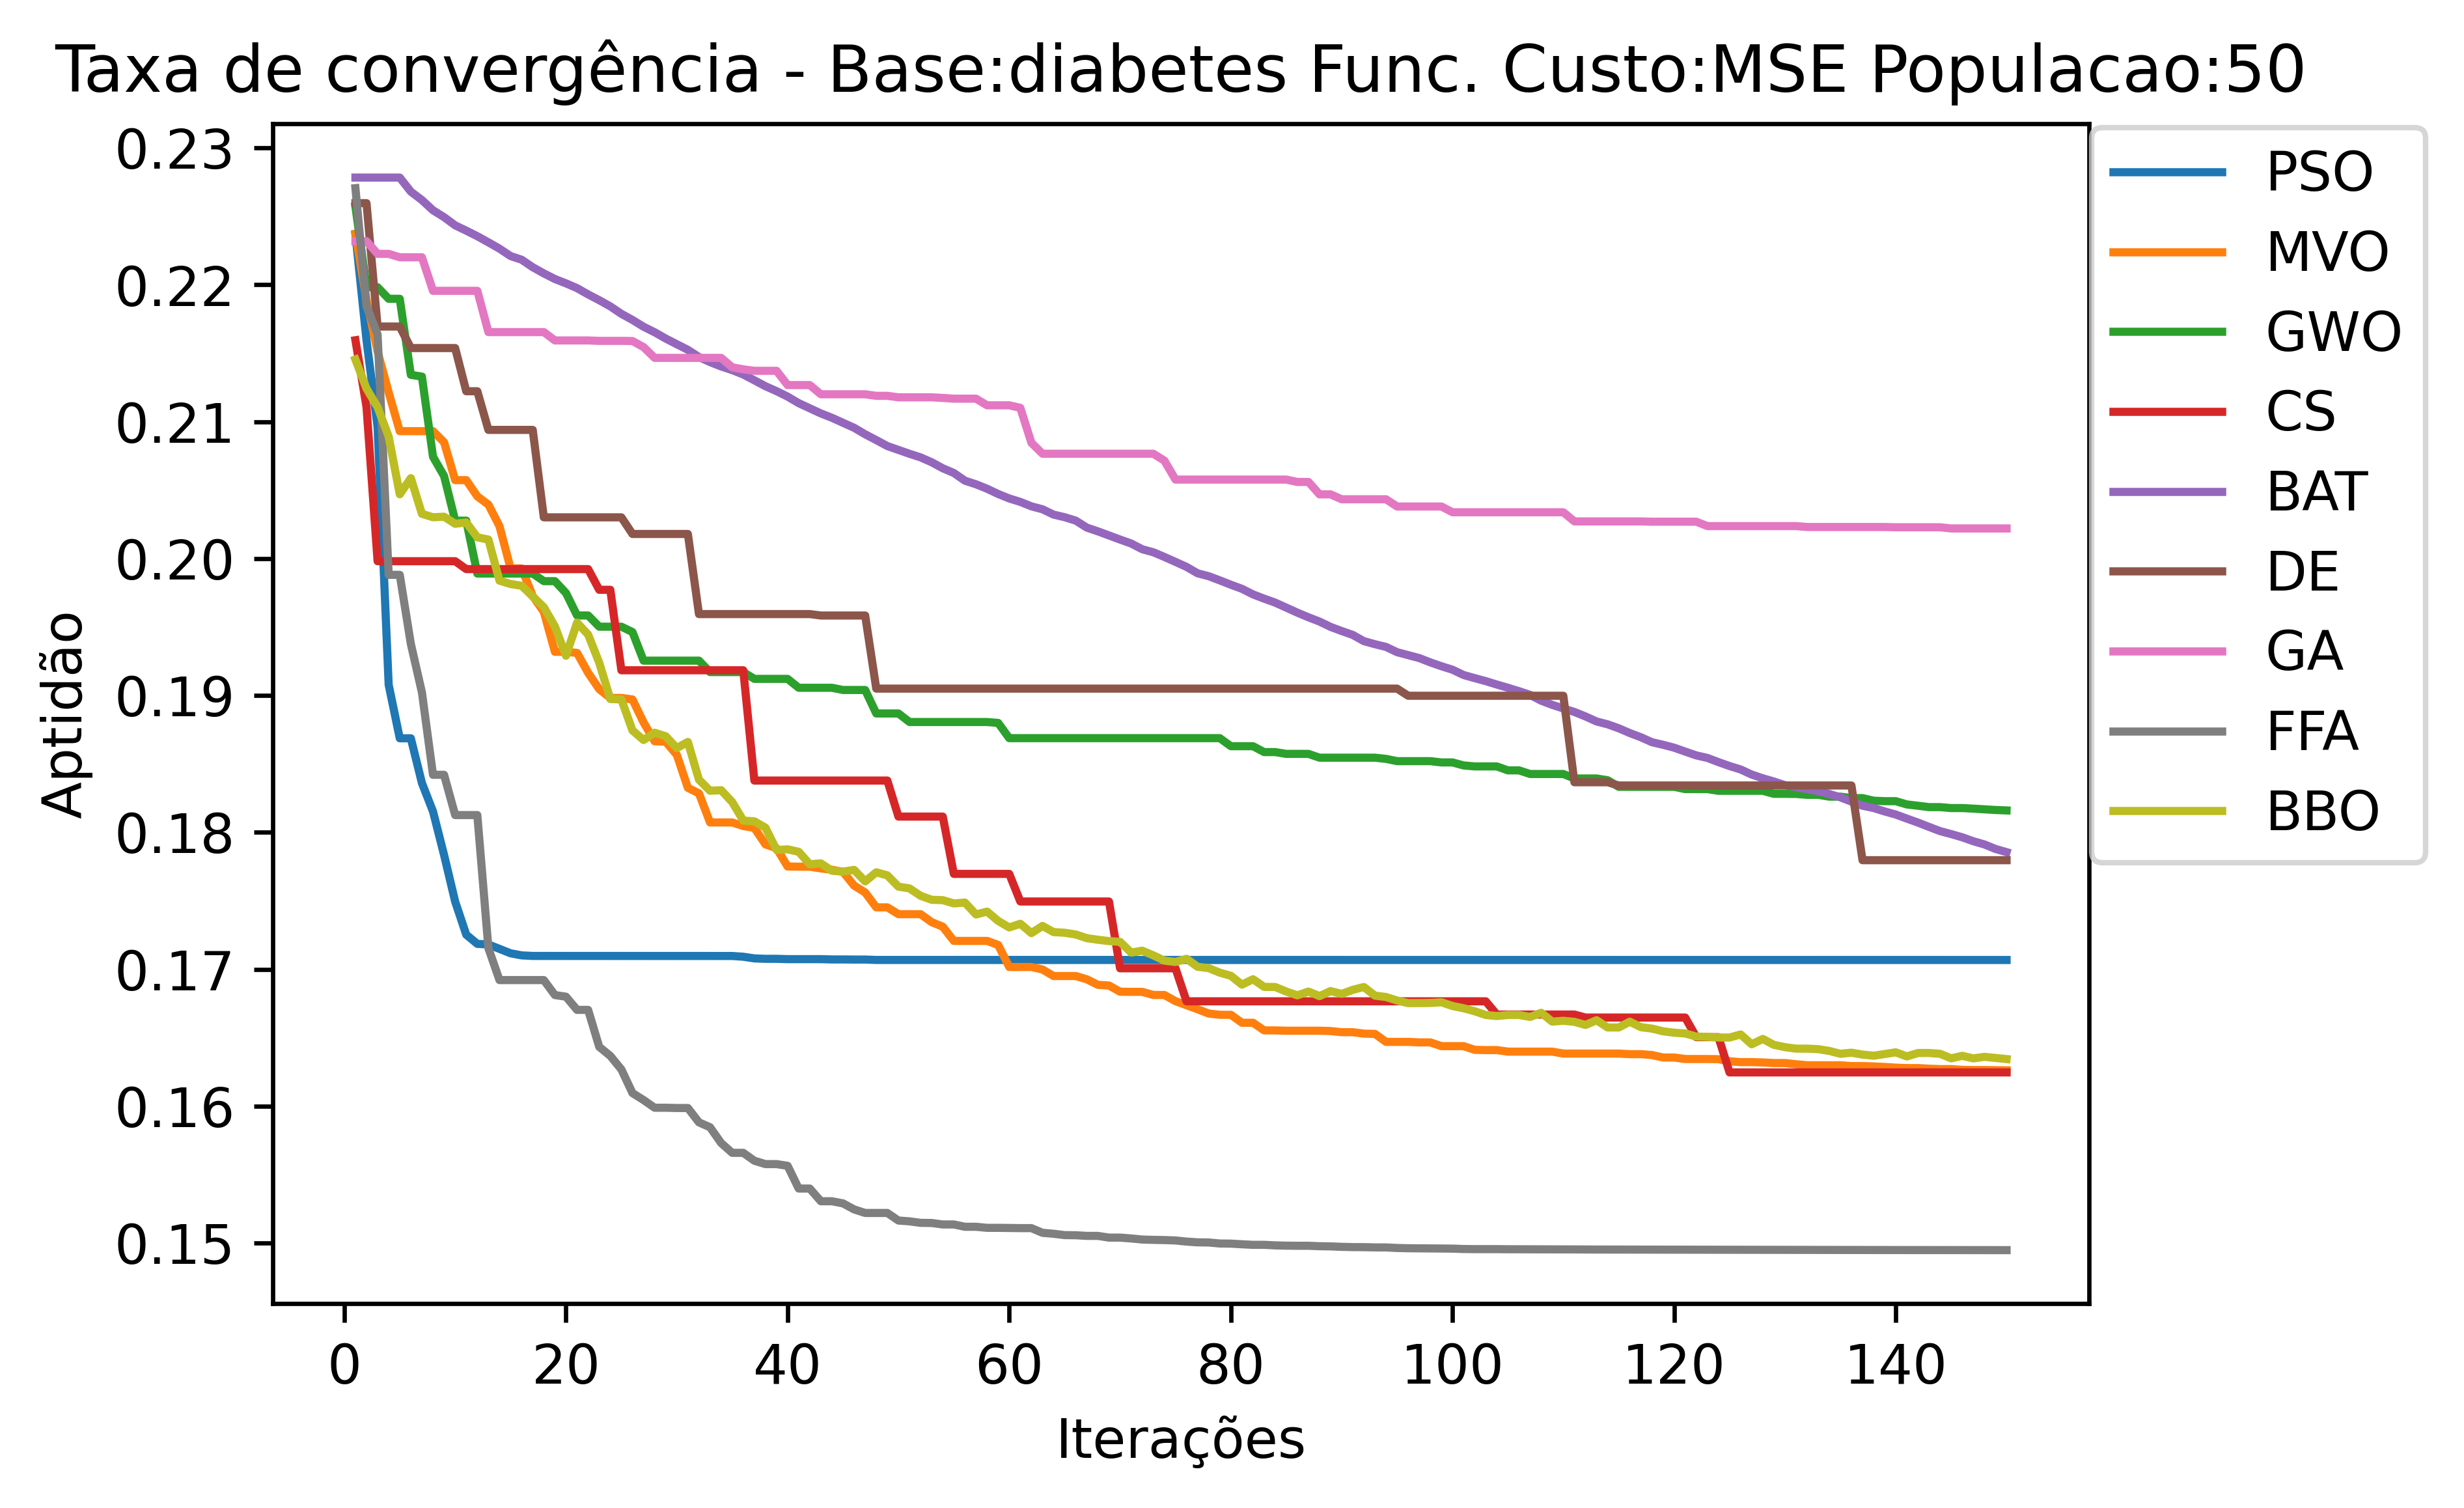 Taxa de convergência - Base:diabetes Func. Custo:MSE Populacao:50
0.23
0.22
0.21
0.20
0.19
0.18
0.17
0.16
0.15
Aptidão
0 20 40 60 80 100 120 140
Iterações
PSO
MVO
GWO
CS
BAT
DE
GA
FFA
BBO